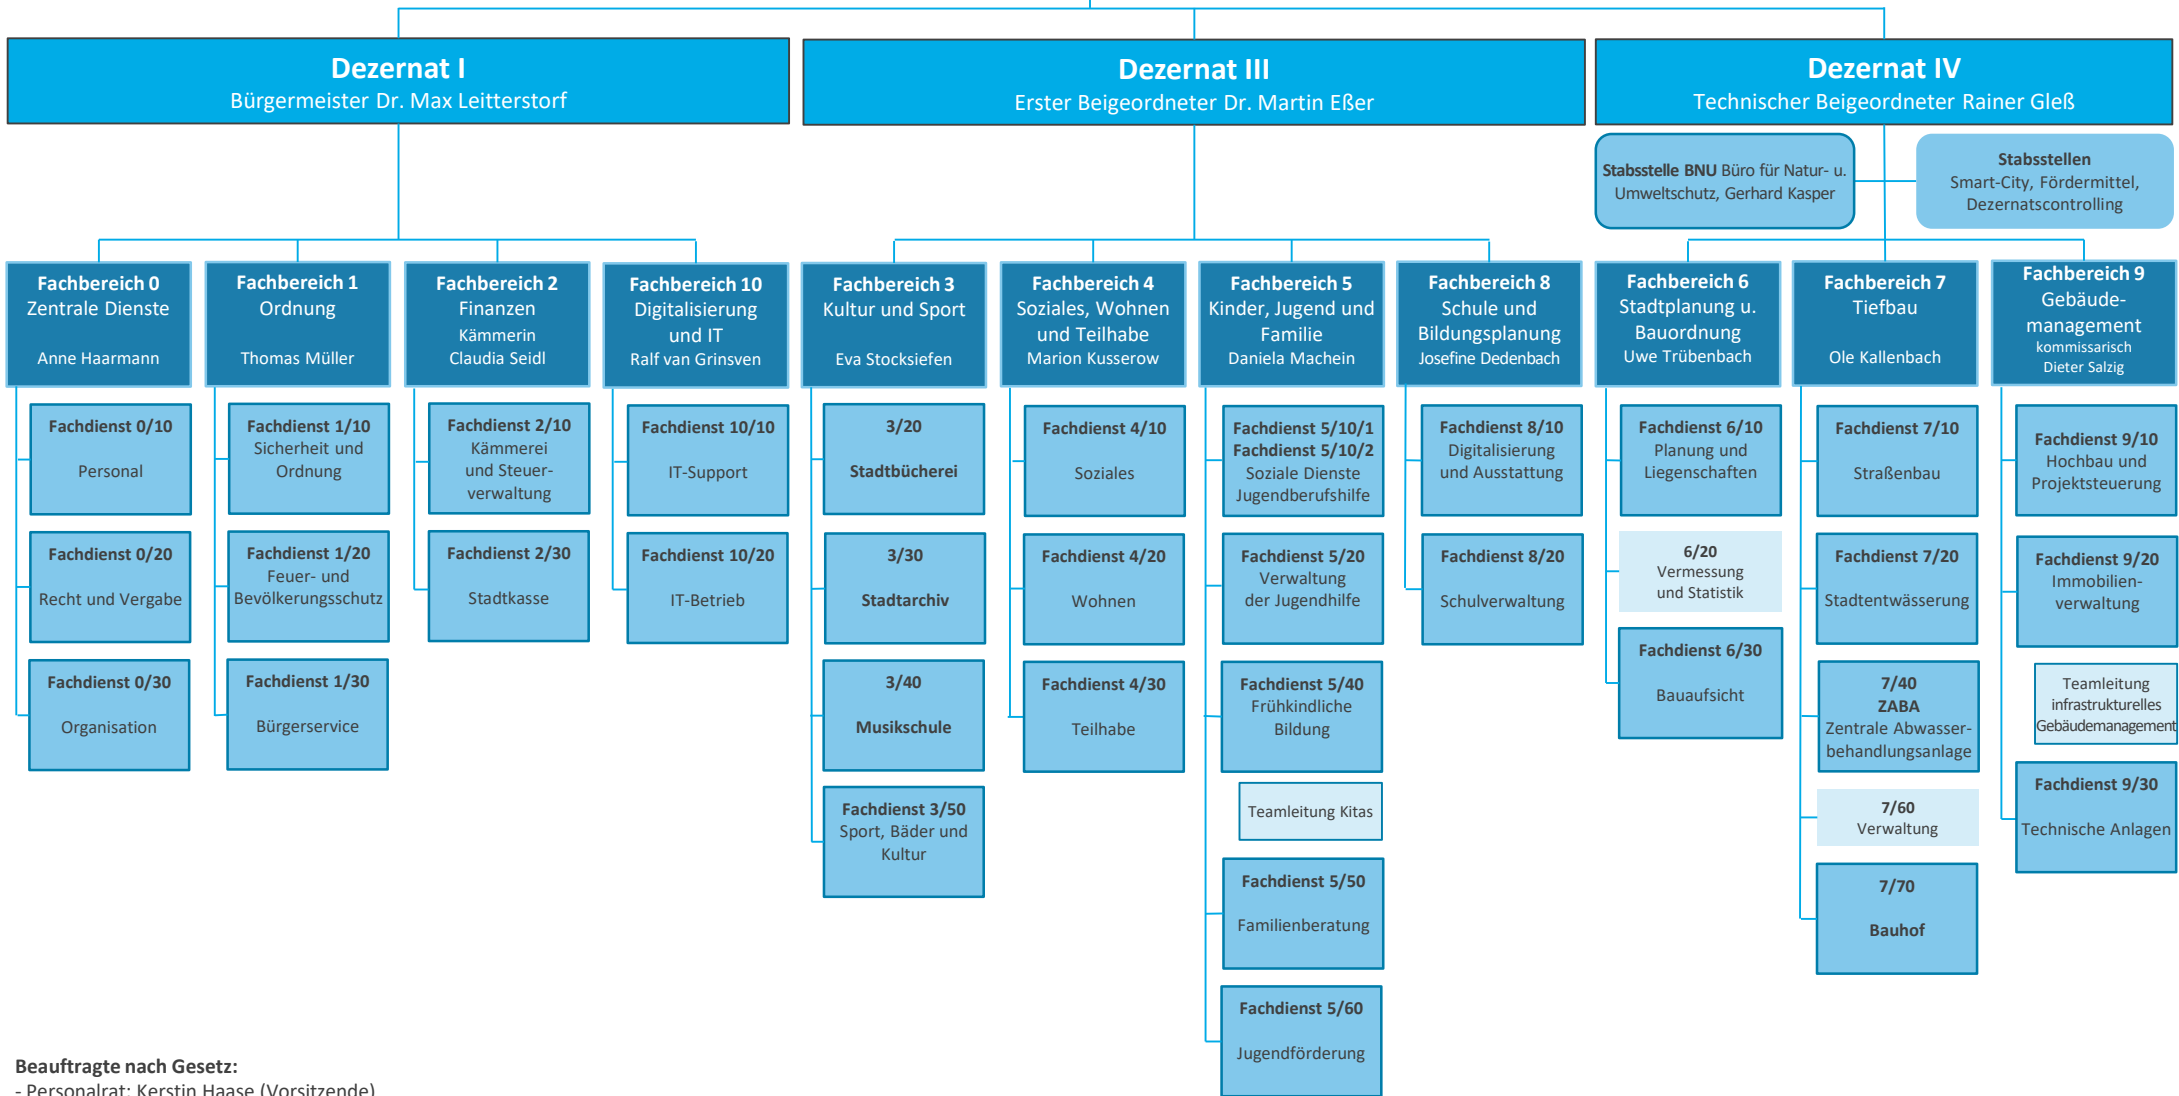 Dezernat I
Bürgermeister Dr. Max Leitterstorf
Dezernat III
Erster Beigeordneter Dr. Martin Eßer
Dezernat IV
Technischer Beigeordneter Rainer Gleß
Stabsstelle BNU Büro für Natur- u.
Umweltschutz, Gerhard Kasper
Stabsstellen
Smart-City, Fördermittel,
Dezernatscontrolling
Fachbereich 0
Zentrale Dienste
Anne Haarmann
Fachdienst 0/10
Personal
Fachdienst 0/20
Recht und Vergabe
Fachdienst 0/30
Organisation
Fachbereich 1
Ordnung
Thomas Müller
Fachdienst 1/10
Sicherheit und
Ordnung
Fachdienst 1/20
Feuer- und
Bevölkerungsschutz
Fachdienst 1/30
Bürgerservice
Fachbereich 2
Finanzen
Kämmerin
Claudia Seidl
Fachdienst 2/10
Kämmerei
und Steuer-
verwaltung
Fachdienst 2/30
Stadtkasse
Fachbereich 10
Digitalisierung
und IT
Ralf van Grinsven
Fachdienst 10/10
IT-Support
Fachdienst 10/20
IT-Betrieb
Fachbereich 3
Kultur und Sport
Eva Stocksiefen
3/20
Stadtbücherei
3/30
Stadtarchiv
3/40
Musikschule
Fachdienst 3/50
Sport, Bäder und
Kultur
Fachbereich 4
Soziales, Wohnen
und Teilhabe
Marion Kusserow
Fachdienst 4/10
Soziales
Fachdienst 4/20
Wohnen
Fachdienst 4/30
Teilhabe
Fachbereich 5
Kinder, Jugend und
Familie
Daniela Machein
Fachdienst 5/10/1
Fachdienst 5/10/2
Soziale Dienste
Jugendberufshilfe
Fachdienst 5/20
Verwaltung
der Jugendhilfe
Fachdienst 5/40
Frühkindliche
Bildung
Teamleitung Kitas
Fachdienst 5/50
Familienberatung
Fachdienst 5/60
Jugendförderung
Fachbereich 8
Schule und
Bildungsplanung
Josefine Dedenbach
Fachdienst 8/10
Digitalisierung
und Ausstattung
Fachdienst 8/20
Schulverwaltung
Fachbereich 6
Stadtplanung u.
Bauordnung
Uwe Trübenbach
Fachdienst 6/10
Planung und
Liegenschaften
6/20
Vermessung
und Statistik
Fachdienst 6/30
Bauaufsicht
Fachbereich 7
Tiefbau
Ole Kallenbach
Fachdienst 7/10
Straßenbau
Fachdienst 7/20
Stadtentwässerung
7/40
ZABA
Zentrale Abwasser-
behandlungsanlage
7/60
Verwaltung
7/70
Bauhof
Fachbereich 9
Gebäude-
management
kommissarisch
Dieter Salzig
Fachdienst 9/10
Hochbau und
Projektsteuerung
Fachdienst 9/20
Immobilien-
verwaltung
Teamleitung
infrastrukturelles
Gebäudemanagement
Fachdienst 9/30
Technische Anlagen
Beauftragte nach Gesetz:
- Personalrat: Kerstin Haase (Vorsitzende)